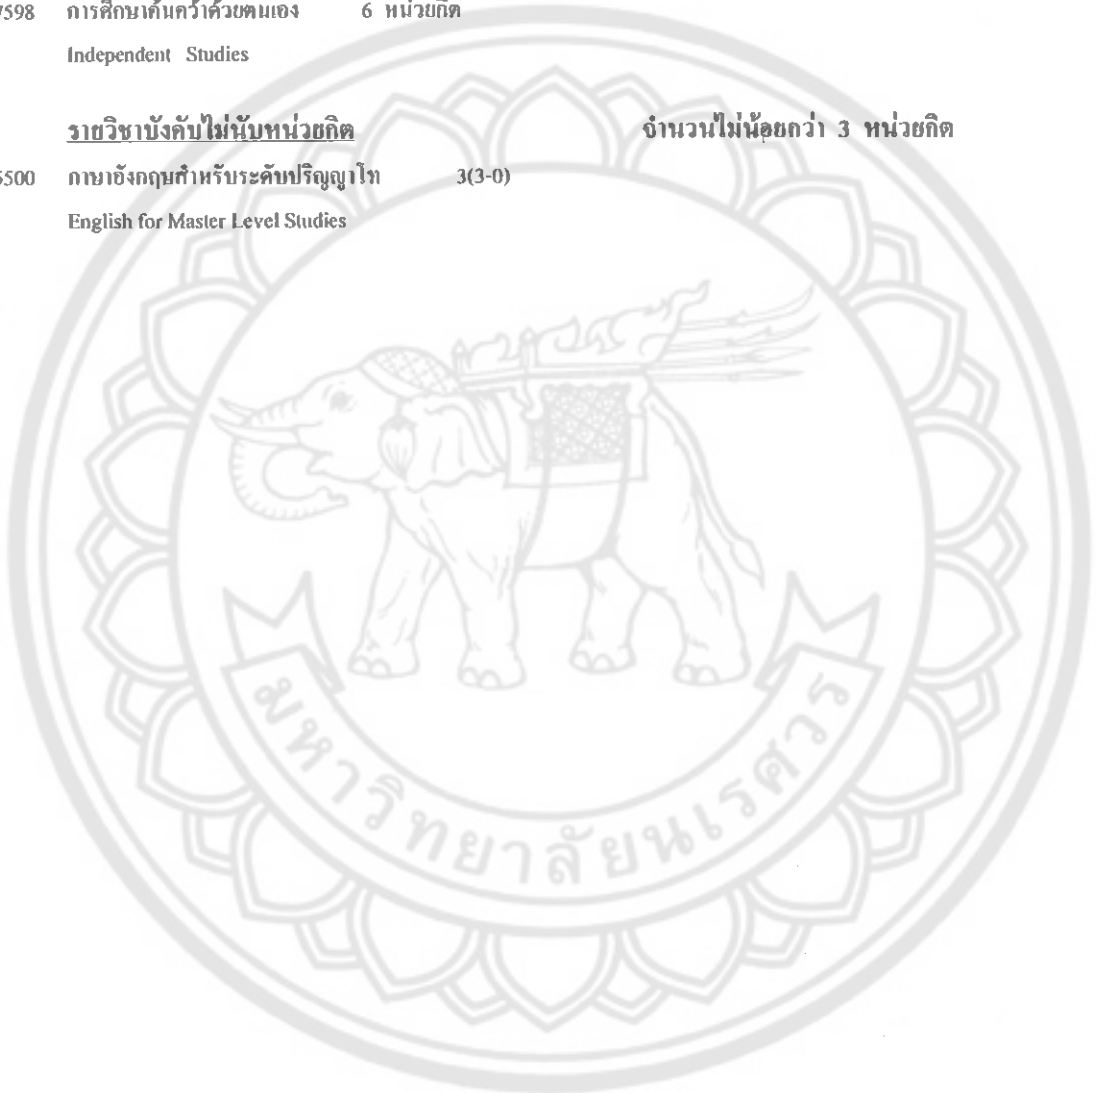 7598 การศึกษาค้นคว้าด้วยตนเอง 6 หน่วยกิต
Independent Studies
รายวิชาบังคับไม่นับหน่วยกิต จำนวนไม่น้อยกว่า 3 หน่วยกิต
5500 ภาษาอังกฤษสำหรับระดับปริญญาโท 3(3-0)
English for Master Level Studies
มหาวิทยาลัยนเรศวร